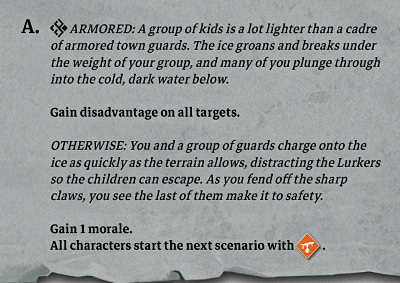 A. ARMORED: A group of kids is a lot lighter than a cadre
of armored town guards. The ice groans and breaks under
the weight of your group, and many of you plunge through
into the cold, dark water below.
Gain disadvantage on all targets.
OTHERWISE: You and a group of guards charge onto the
ice as quickly as the terrain allows, distracting the Lurkers
so the children can escape. As you fend off the sharp
claws, you see the last of them make it to safety.
Gain 1 morale.
All characters start the next scenario with .